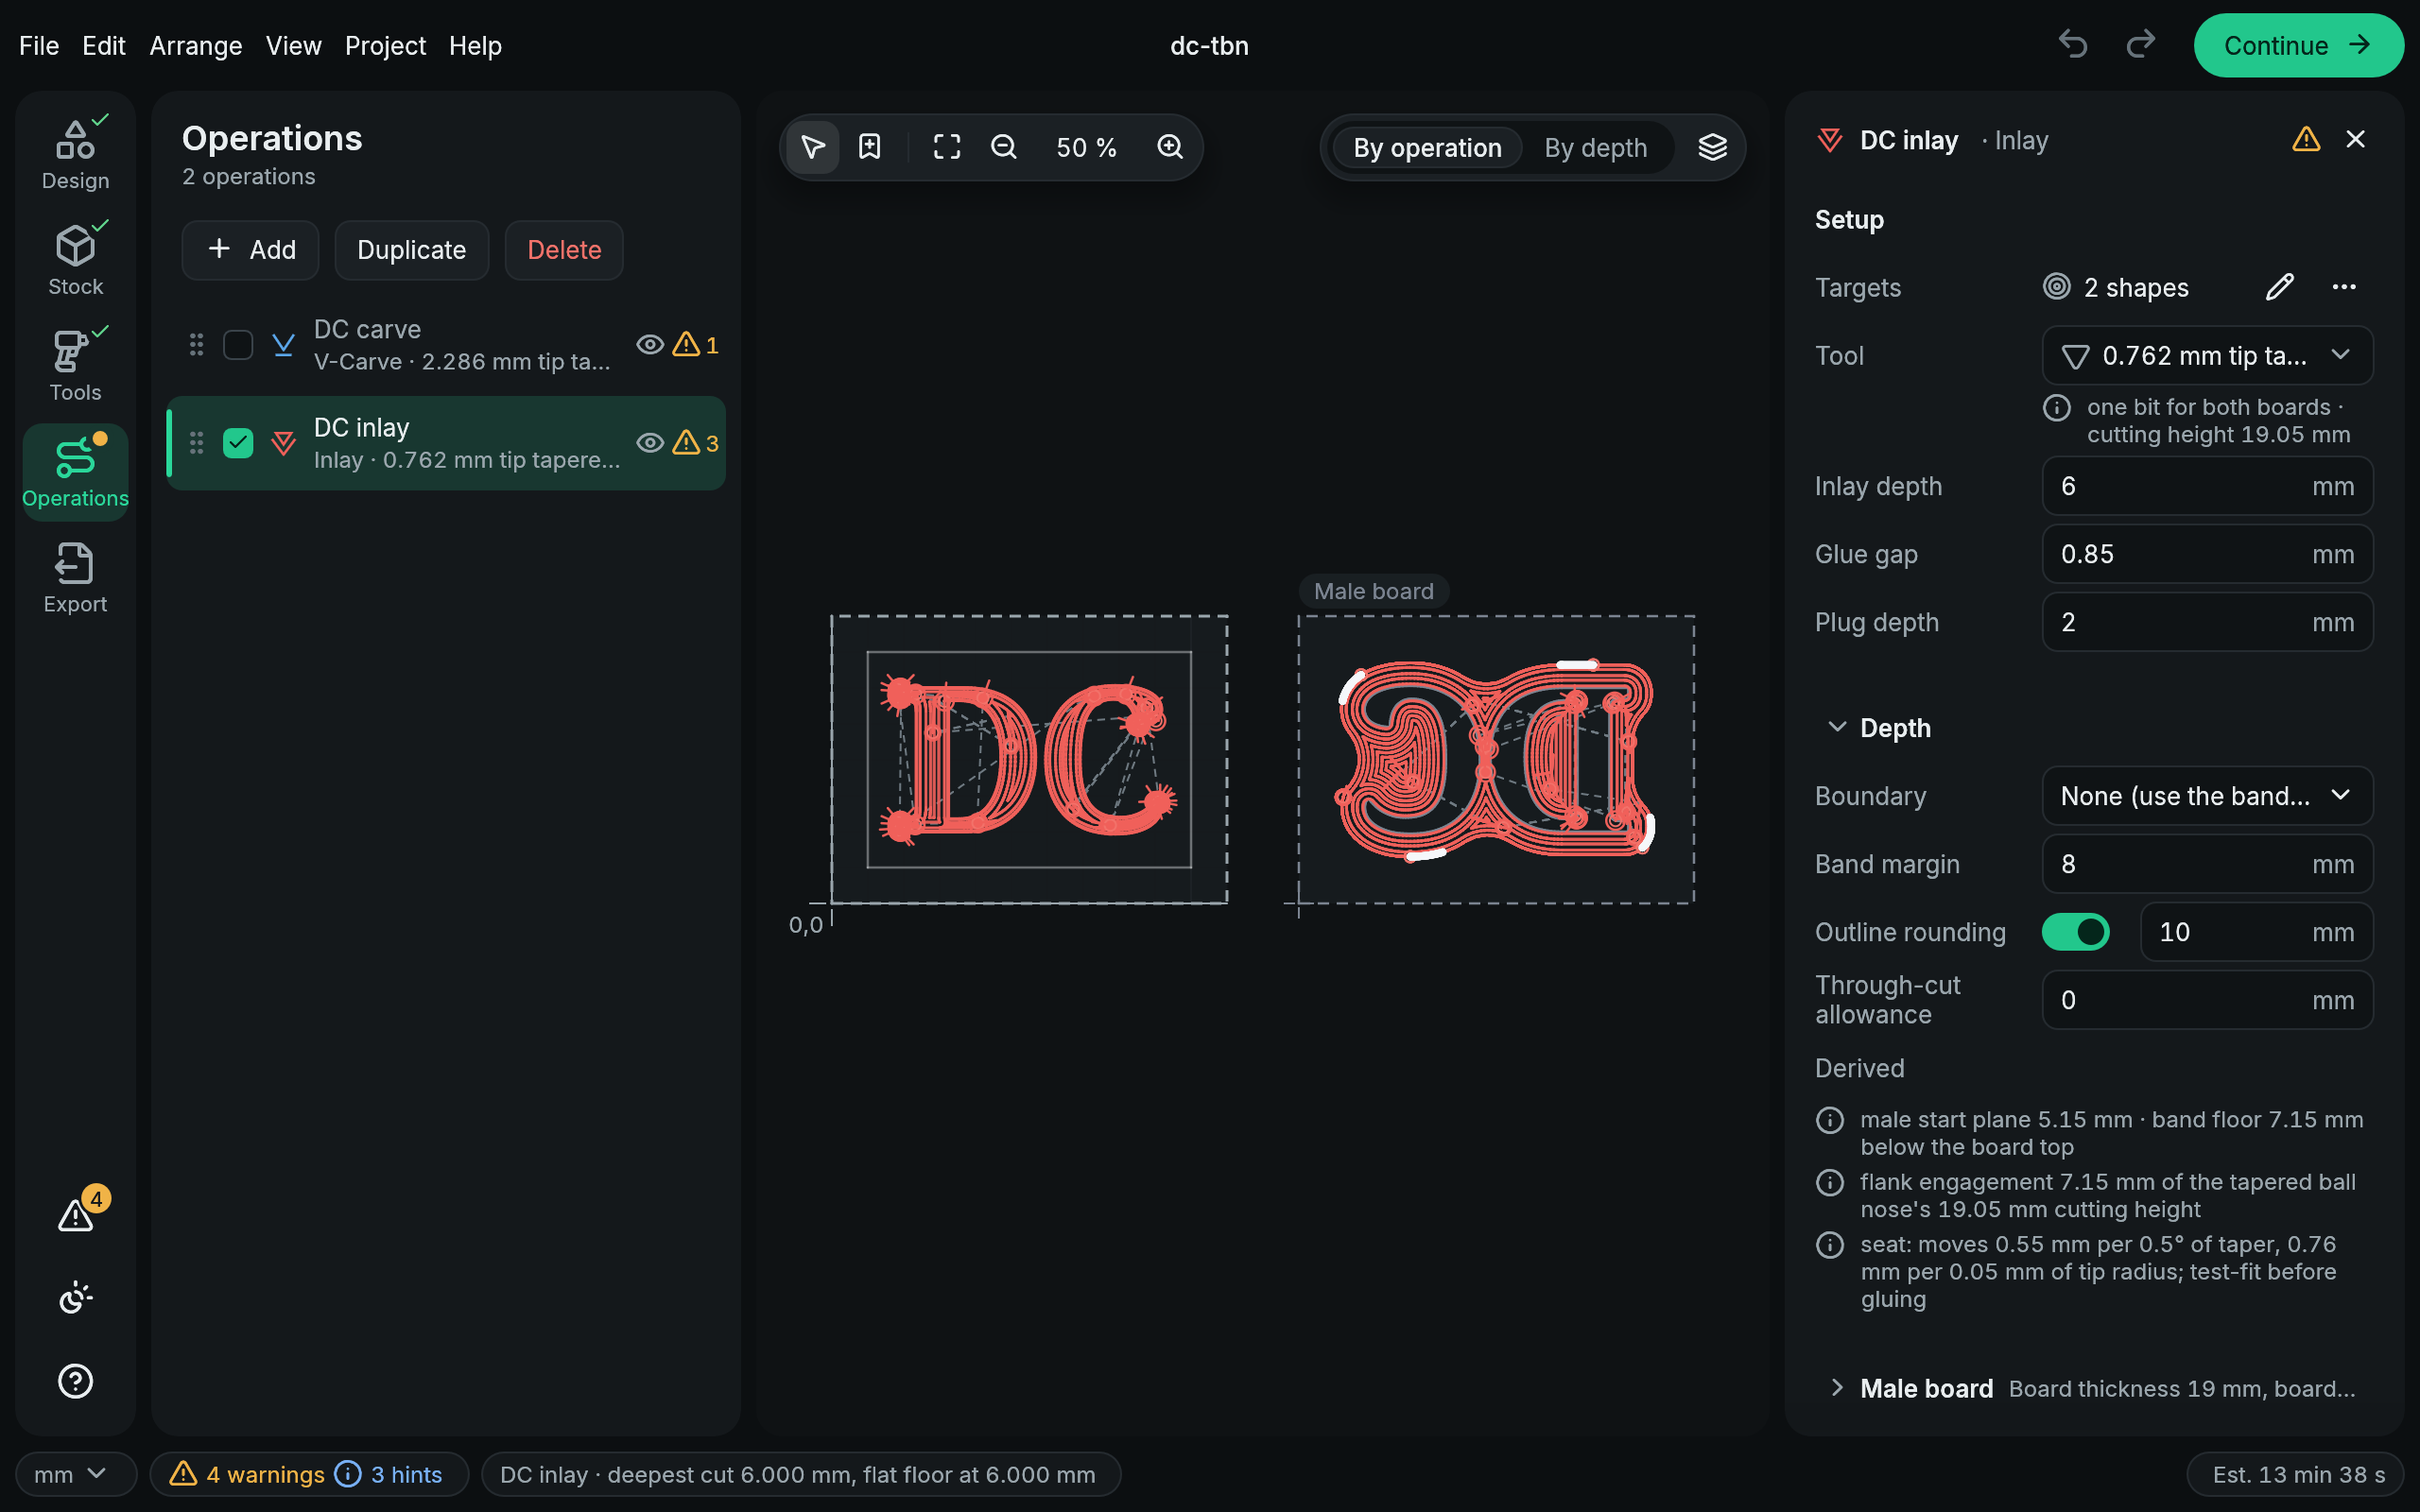 File Edit Arrange View Project Help
dc-tbn
Continue
Design
Stock
Tools
Operations
Export
4
Operations
2 operations
Add
Duplicate
Delete
DC carve
V-Carve · 2.286 mm tip ta...
1
DC inlay
Inlay · 0.762 mm tip tapere...
3
50 %
By operation
By depth
Male board
0,0
DC inlay · Inlay
Setup
Targets
2 shapes
Tool
0.762 mm tip ta...
one bit for both boards ·
cutting height 19.05 mm
Inlay depth
6 mm
Glue gap
0.85 mm
Plug depth
2 mm
Depth
Boundary
None (use the band...
Band margin
8 mm
Outline rounding
10 mm
Through-cut
allowance
0 mm
Derived
male start plane 5.15 mm · band floor 7.15 mm
below the board top
flank engagement 7.15 mm of the tapered ball
nose's 19.05 mm cutting height
seat: moves 0.55 mm per 0.5° of taper, 0.76
mm per 0.05 mm of tip radius; test-fit before
gluing
Male board Board thickness 19 mm, board...
mm
4 warnings 3 hints
DC inlay · deepest cut 6.000 mm, flat floor at 6.000 mm
Est. 13 min 38 s